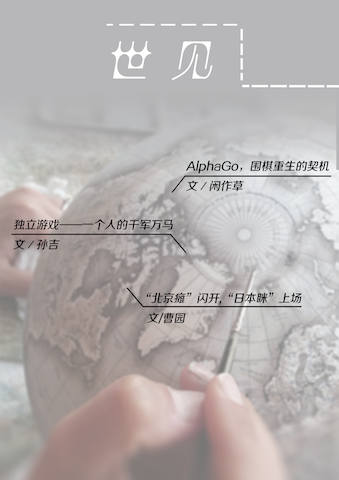 世 见
AlphaGo，围棋重生的契机
文 / 闲作草
独立游戏——一个人的千军万马
文 / 孙吉
“北京瘫”闪开，“日本眯”上场
文/曹园